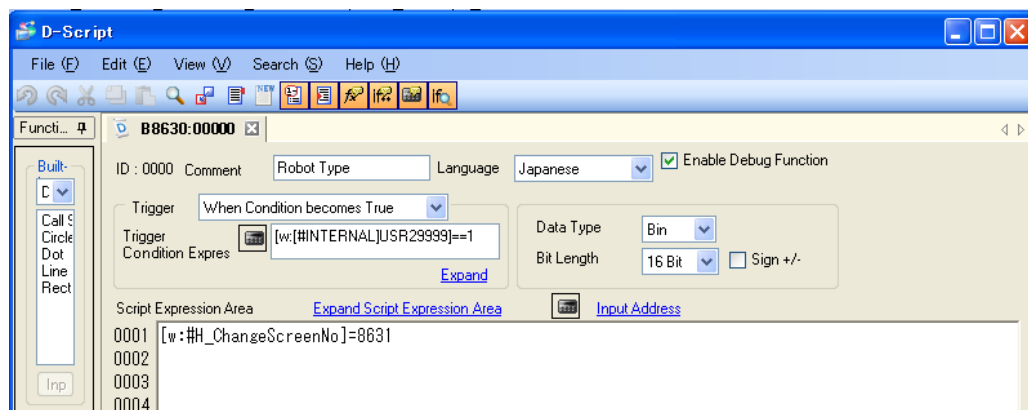 D-Script
File (F) Edit (E) View (V) Search (S) Help (H)
Functi... B8630:00000
Built-
ID : 0000 Comment Robot Type Language Japanese Enable Debug Function
Trigger When Condition becomes True
Trigger
Condition Expres [w:[#INTERNAL]USR29999]==1
Expand
Data Type Bin
Bit Length 16 Bit Sign +/-
Call S
Circle
Dot
Line
Rect
Inp
Script Expression Area Expand Script Expression Area Input Address
0001 [w:#H_ChangeScreenNo]=8631
0002
0003
0004